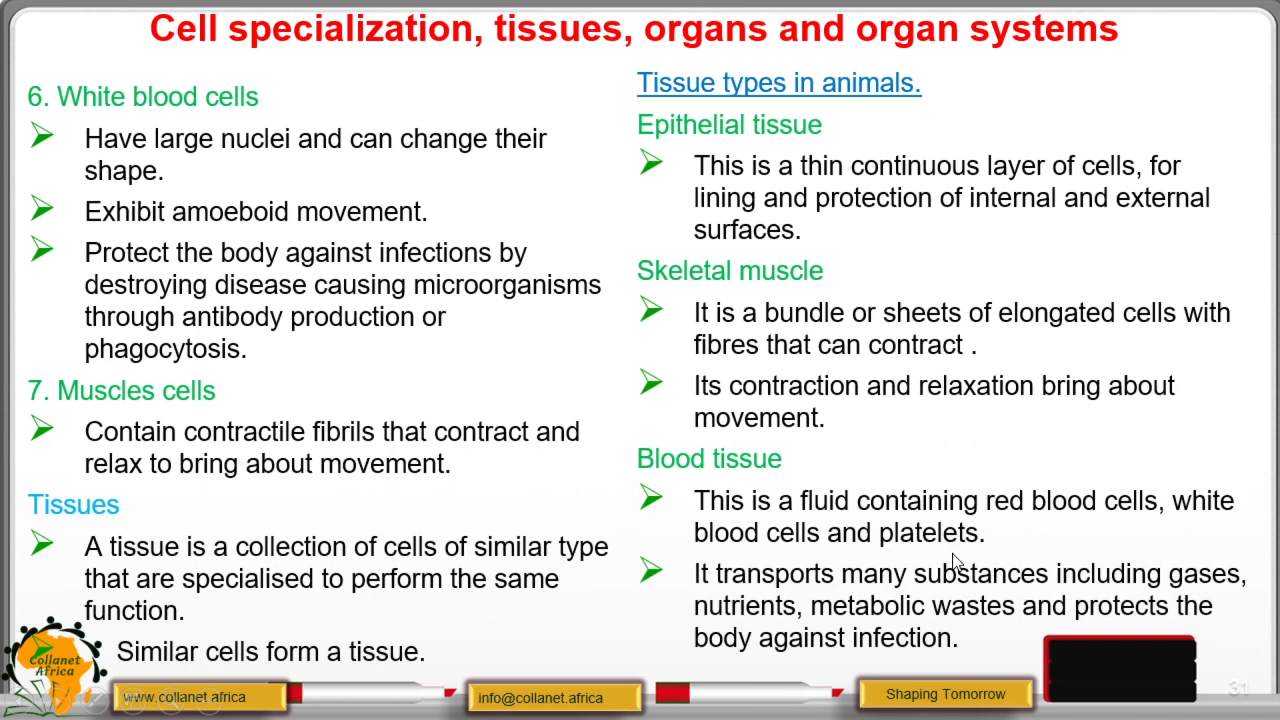 Cell specialization, tissues, organs and organ systems
6. White blood cells
Have large nuclei and can change their
shape.
Exhibit amoeboid movement.
Protect the body against infections by
destroying disease causing microorganisms
through antibody production or
phagocytosis.
7. Muscles cells
Contain contractile fibrils that contract and
relax to bring about movement.
Tissues
A tissue is a collection of cells of similar type
that are specialised to perform the same
function.
Similar cells form a tissue.
Tissue types in animals.
Epithelial tissue
This is a thin continuous layer of cells, for
lining and protection of internal and external
surfaces.
Skeletal muscle
It is a bundle or sheets of elongated cells with
fibres that can contract .
Its contraction and relaxation bring about
movement.
Blood tissue
This is a fluid containing red blood cells, white
blood cells and platelets.
It transports many substances including gases,
nutrients, metabolic wastes and protects the
body against infection.
Collanet
Africa
www.collanet.africa
info@collanet.africa
Shaping Tomorrow
31